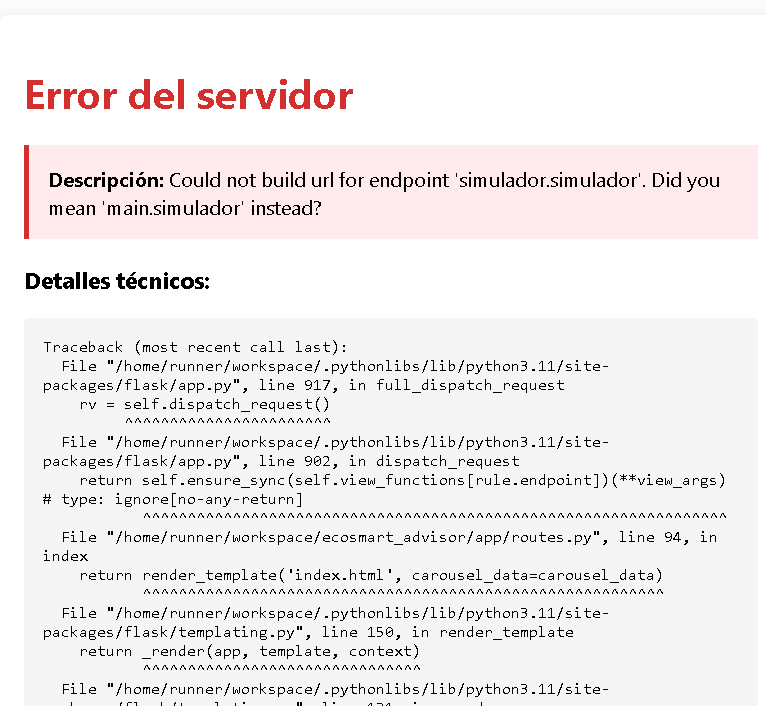 Error del servidor
Descripción: Could not build url for endpoint 'simulador.simulador'. Did you
mean 'main.simulador' instead?
Detalles técnicos:
Traceback (most recent call last):
  File "/home/runner/workspace/.pythonlibs/lib/python3.11/site-
packages/flask/app.py", line 917, in full_dispatch_request
    rv = self.dispatch_request()
         ^^^^^^^^^^^^^^^^^^^^^^^
  File "/home/runner/workspace/.pythonlibs/lib/python3.11/site-
packages/flask/app.py", line 902, in dispatch_request
    return self.ensure_sync(self.view_functions[rule.endpoint])(**view_args)
# type: ignore[no-any-return]
           ^^^^^^^^^^^^^^^^^^^^^^^^^^^^^^^^^^^^^^^^^^^^^^^^^^^^^^^^^^^^^^^^^
  File "/home/runner/workspace/ecosmart_advisor/app/routes.py", line 94, in
index
    return render_template('index.html', carousel_data=carousel_data)
           ^^^^^^^^^^^^^^^^^^^^^^^^^^^^^^^^^^^^^^^^^^^^^^^^^^^^^^^^^^
  File "/home/runner/workspace/.pythonlibs/lib/python3.11/site-
packages/flask/templating.py", line 150, in render_template
    return _render(app, template, context)
           ^^^^^^^^^^^^^^^^^^^^^^^^^^^^^^^
  File "/home/runner/workspace/.pythonlibs/lib/python3.11/site-